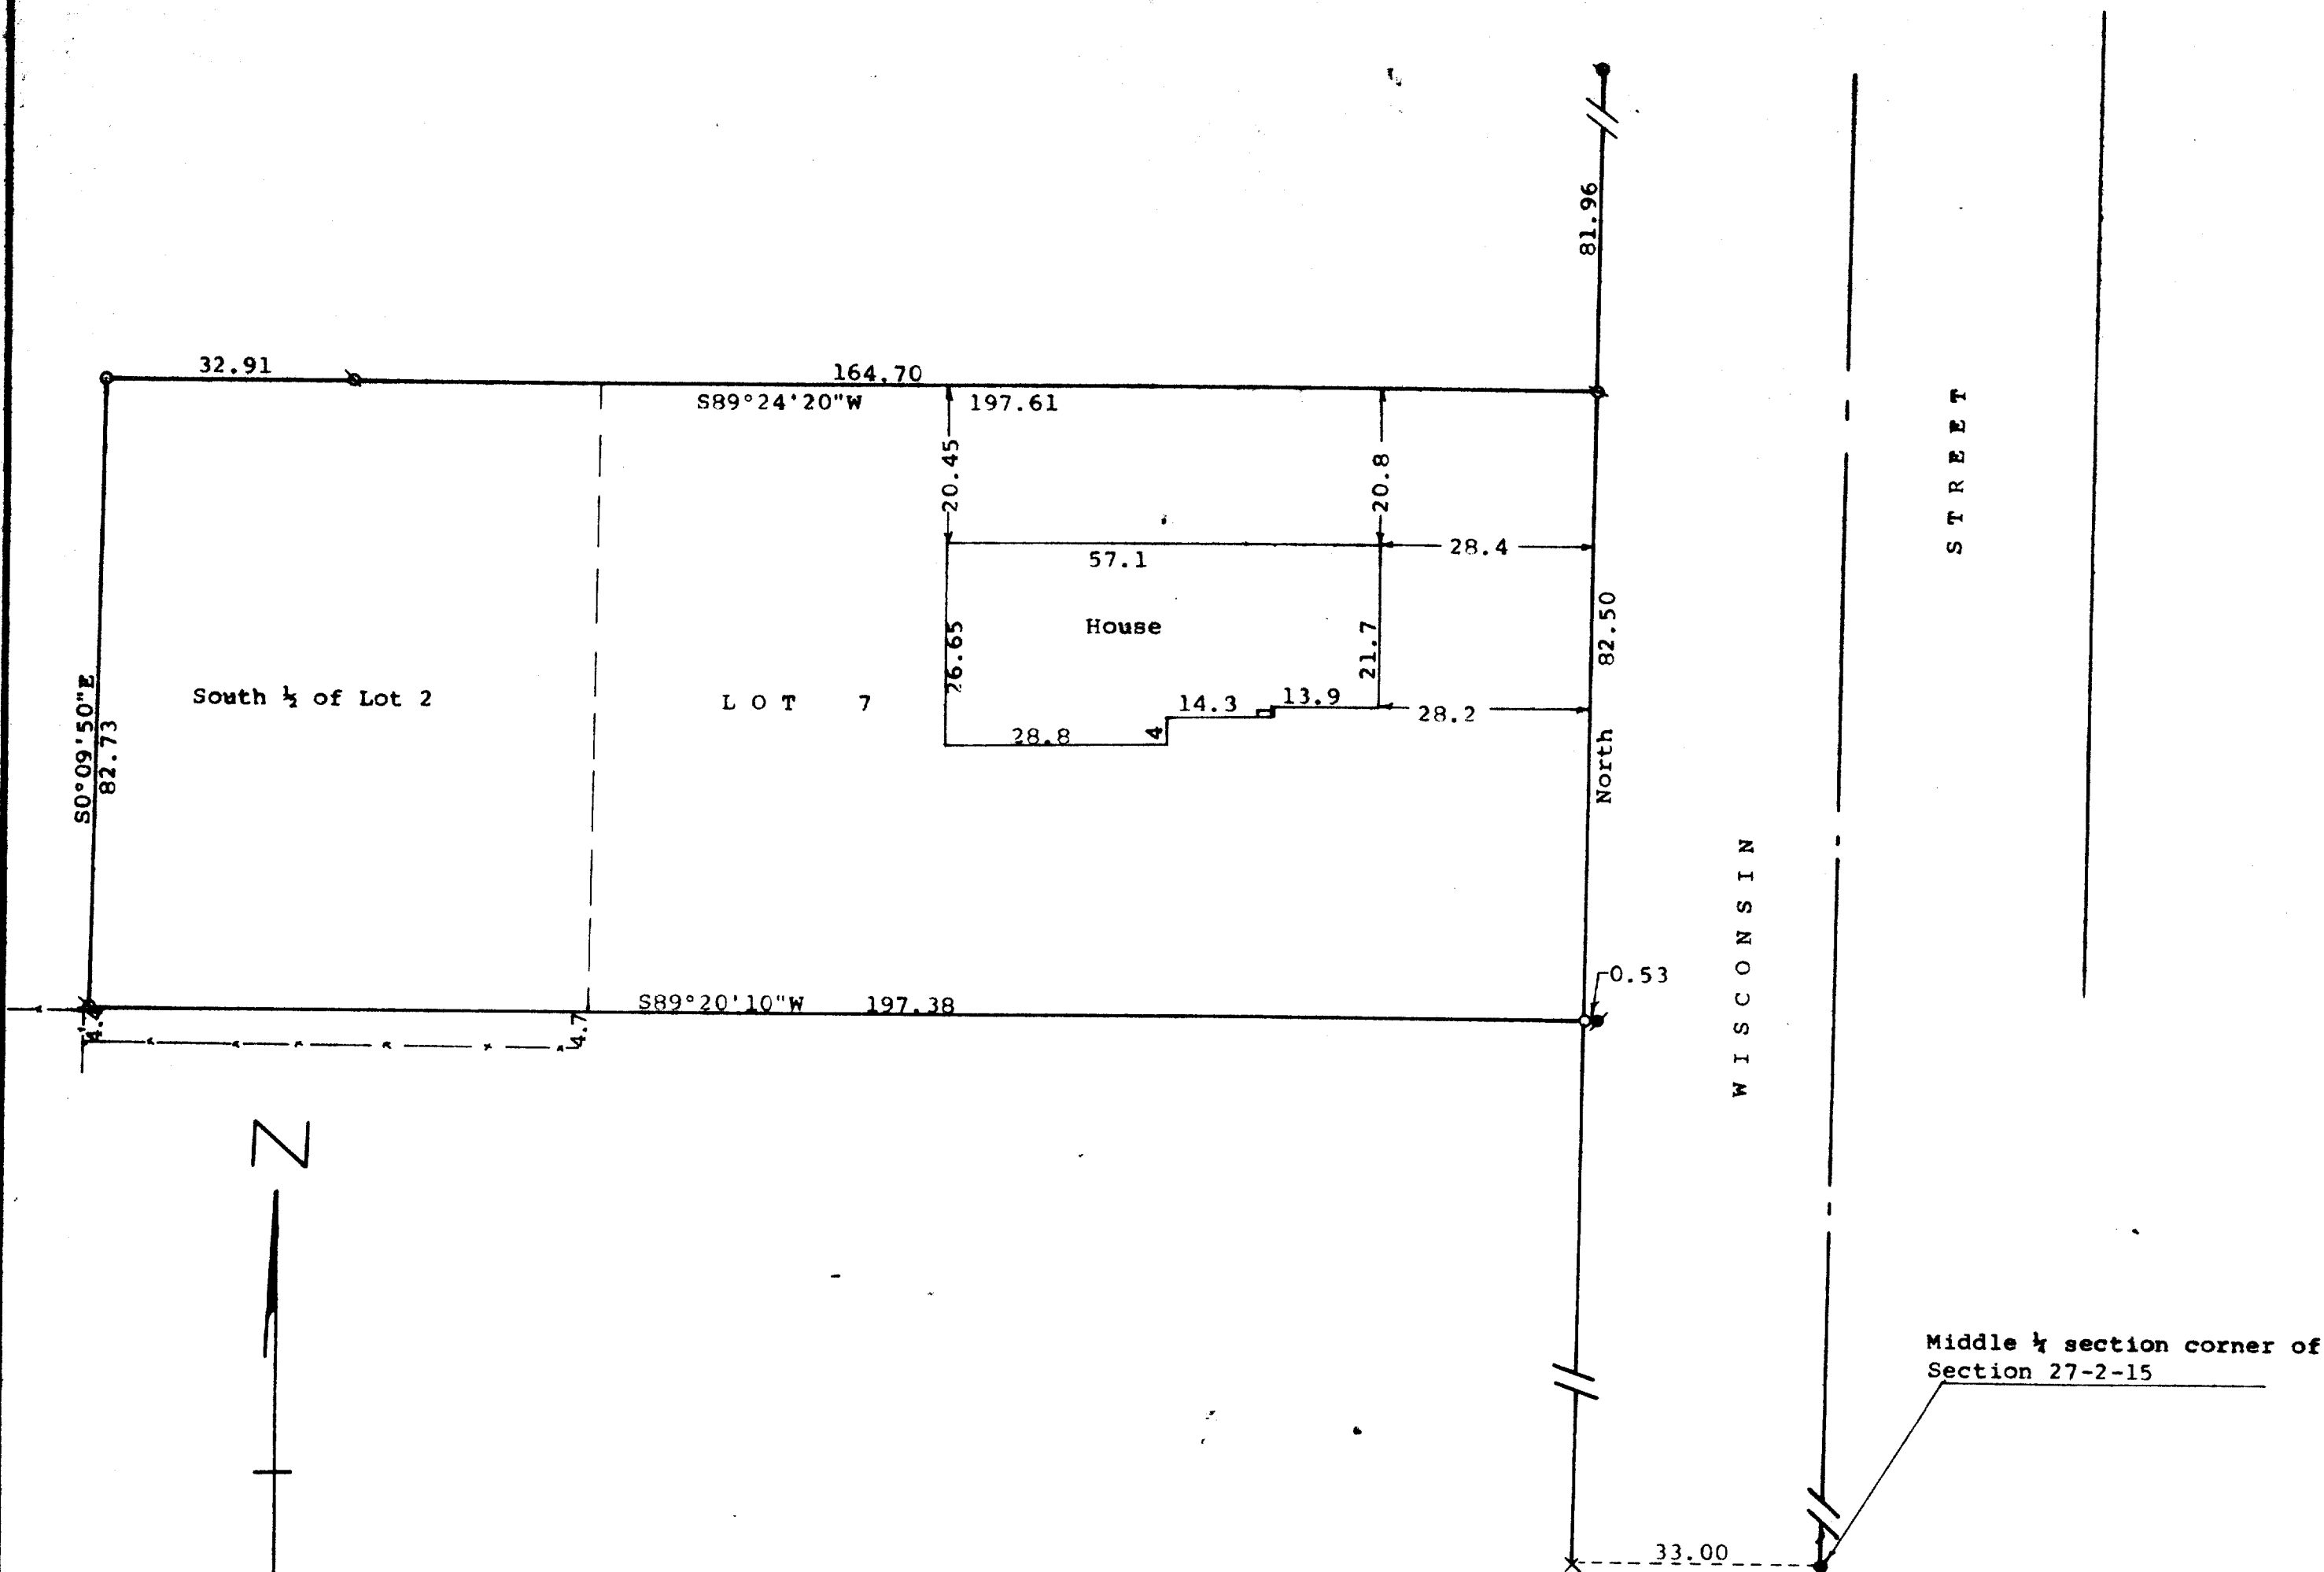 81.96
32.91
164.70
S89°24'20"W 197.61
20.45
20.8
28.4
57.1
House
26.65
21.7
North 82.50
STREET
S0°09'50"E
82.73
South ½ of Lot 2
LOT 7
14.3
13.9
28.2
28.8
4
WISCONSIN
0.53
S89°20'10"W 197.38
4.7
N
Middle ¼ section corner of
Section 27-2-15
33.00